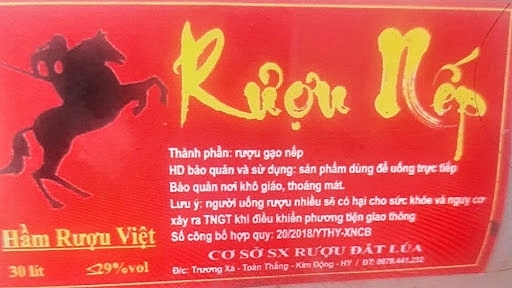 Rượu Nếp
Thành phần: rượu gạo nếp
HD bảo quản và sử dụng: sản phẩm dùng để uống trực tiếp
Bảo quản nơi khô giáo, thoáng mát.
Lưu ý: người uống rượu nhiều sẽ có hại cho sức khỏe và nguy cơ
xảy ra TNGT khi điều khiển phương tiện giao thông
Số công bố hợp quy: 20/2018/YTHY-XNCB
Hầm Rượu Việt
30 lít
≤29%vol
CƠ SỞ SX RƯỢU ĐẤT LÚA
Đ/c: Trương Xá - Toàn Thắng - Kim Động - HY / ĐT: 0978.441.232